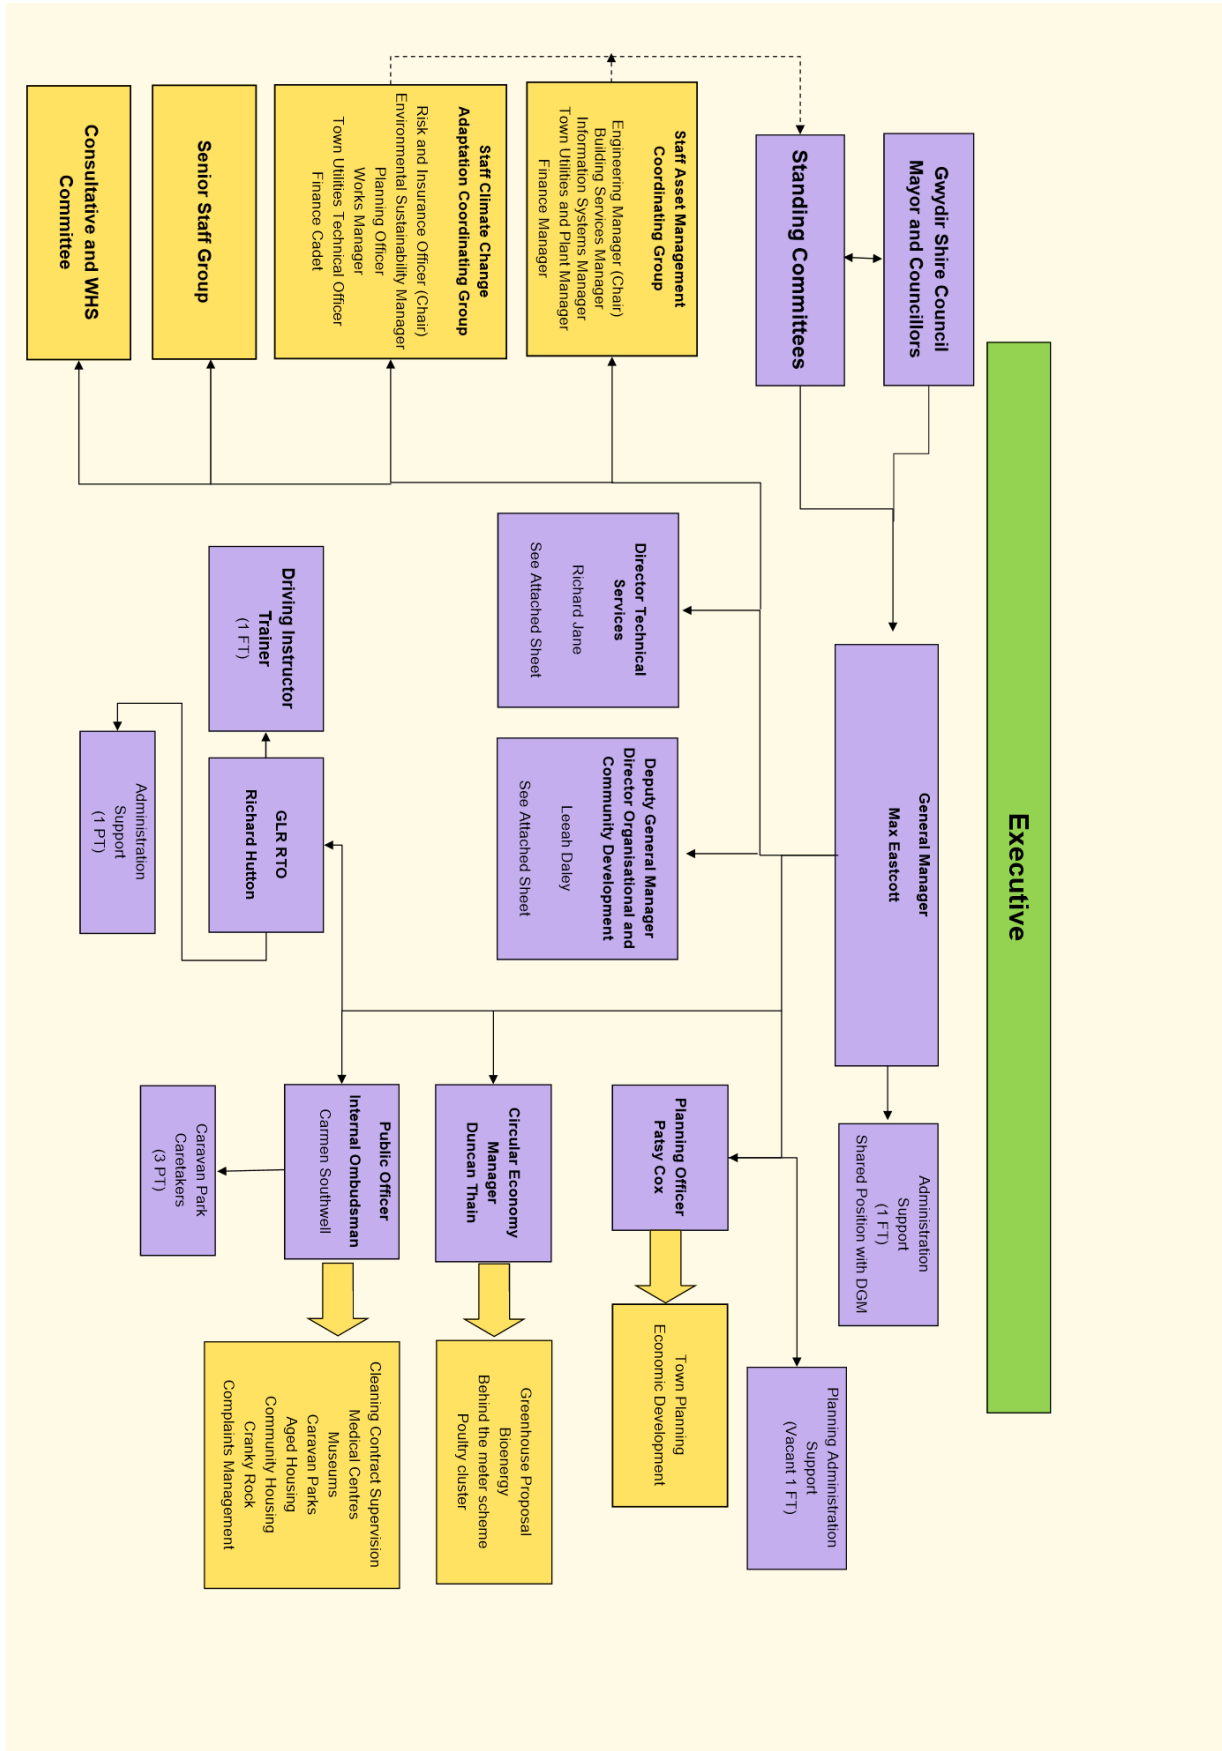 Executive
Gwydir Shire Council
Mayor and Councillors
Standing Committees
General Manager
Max Eastcott
Administration
Support
(1 FT)
Shared Position with DGM
Staff Asset Management
Coordinating Group
Engineering Manager (Chair)
Building Services Manager
Information Systems Manager
Town Utilities and Plant Manager
Finance Manager
Staff Climate Change
Adaptation Coordinating Group
Risk and Insurance Officer (Chair)
Environmental Sustainability Manager
Planning Officer
Works Manager
Town Utilities Technical Officer
Finance Cadet
Senior Staff Group
Consultative and WHS
Committee
Director Technical
Services
Richard Jane
See Attached Sheet
Deputy General Manager
Director Organisational and
Community Development
Leeah Daley
See Attached Sheet
Planning Administration
Support
(Vacant 1 FT)
Planning Officer
Patsy Cox
Town Planning
Economic Development
Circular Economy
Manager
Duncan Thain
Greenhouse Proposal
Bioenergy
Behind the meter scheme
Poultry cluster
Driving Instructor
Trainer
(1 FT)
GLR RTO
Richard Hutton
Administration
Support
(1 PT)
Public Officer
Internal Ombudsman
Carmen Southwell
Caravan Park
Caretakers
(3 PT)
Cleaning Contract Supervision
Medical Centres
Museums
Caravan Parks
Aged Housing
Community Housing
Cranky Rock
Complaints Management